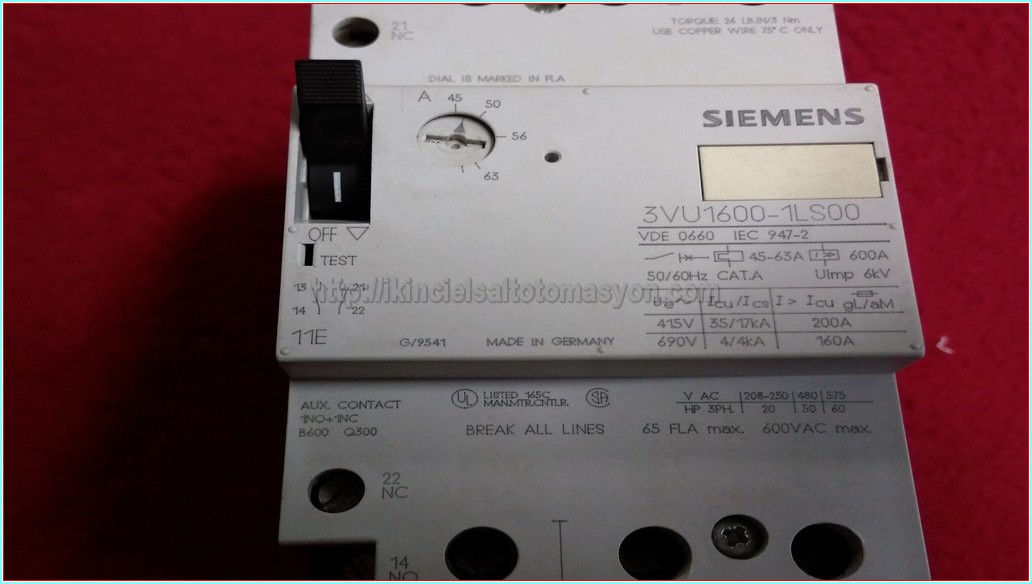 21
NC
TORQUE 26 LB.IN/3 Nm
USE COPPER WIRE 75°C ONLY
DIAL IS MARKED IN FLA
A 45 50 56 63
SIEMENS
3VU1600-1LS00
VDE 0660 IEC 947-2
45-63A I>> 600A
50/60Hz CAT.A UImp 6kV
Ue~ Icu/Ics I > Icu gL/aM
415V 35/17kA 200A
690V 4/4kA 160A
I
OFF ▽
TEST
http://ikincielsaltotomasyon.com
13 21
14 22
11E
G/9541 MADE IN GERMANY
AUX. CONTACT
1NO+1NC
B600 Q300
UL LISTED 165C
MAN.MTR.CNTLR.
SA
BREAK ALL LINES
V AC 208-230 480 575
HP 3PH. 20 50 60
65 FLA max. 600VAC max.
22
NC
14
NO